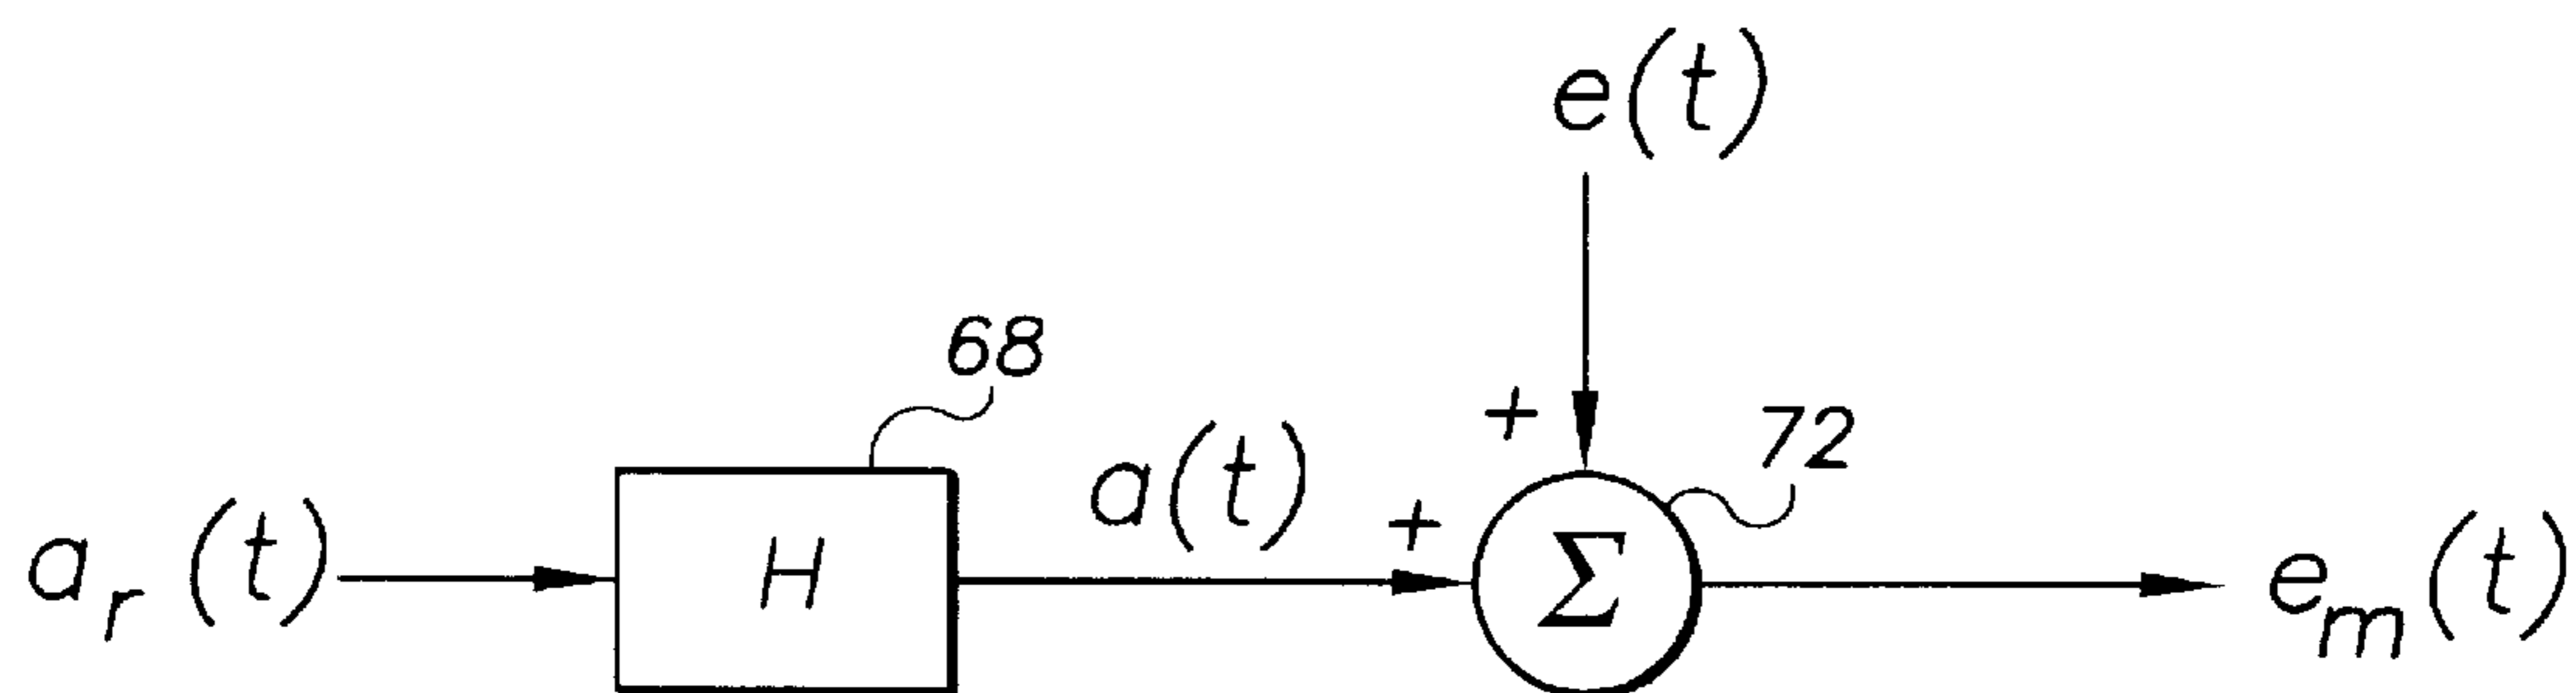 e(t)
68
+
72
a(t)
+
a_r(t)
H
Σ
e_m(t)